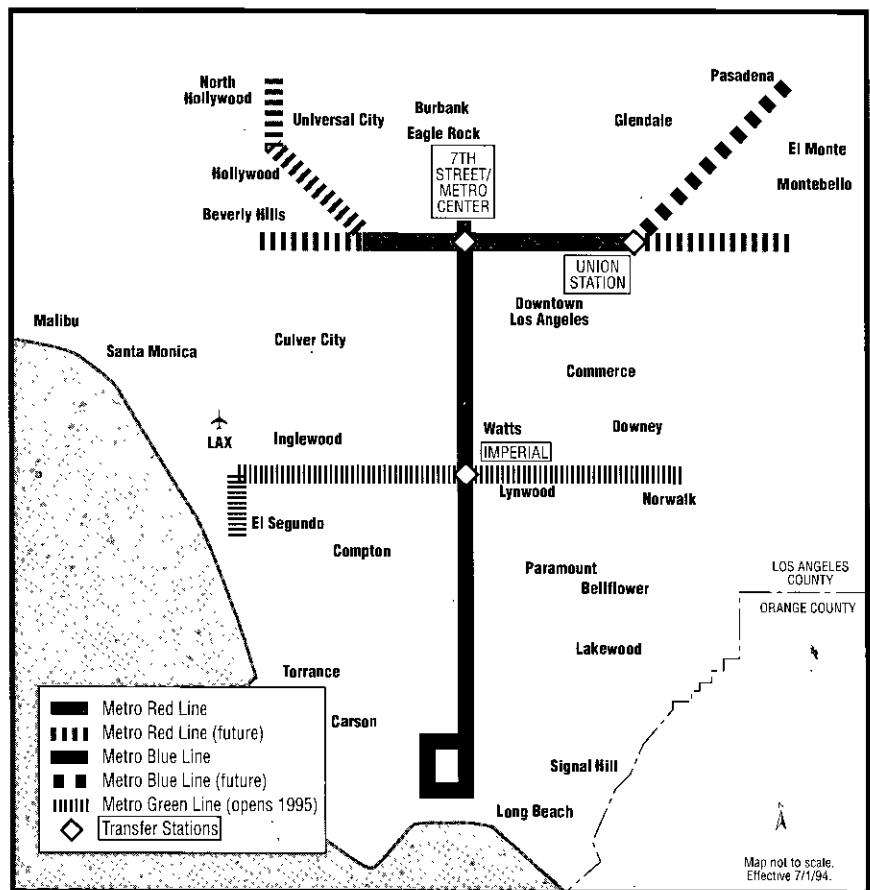 North
Hollywood
Universal City
Burbank
Eagle Rock
Glendale
Pasadena
El Monte
Montebello
Hollywood
Beverly Hills
7TH
STREET/
METRO
CENTER
UNION
STATION
Downtown
Los Angeles
Malibu
Santa Monica
Culver City
Commerce
LAX
Inglewood
Watts
Downey
IMPERIAL
Lynwood
Norwalk
El Segundo
Compton
Paramount
Bellflower
LOS ANGELES
COUNTY
ORANGE COUNTY
Lakewood
Torrance
Carson
Signal Hill
Long Beach
Metro Red Line
Metro Red Line (future)
Metro Blue Line
Metro Blue Line (future)
Metro Green Line (opens 1995)
Transfer Stations
N
Map not to scale.
Effective 7/1/94.